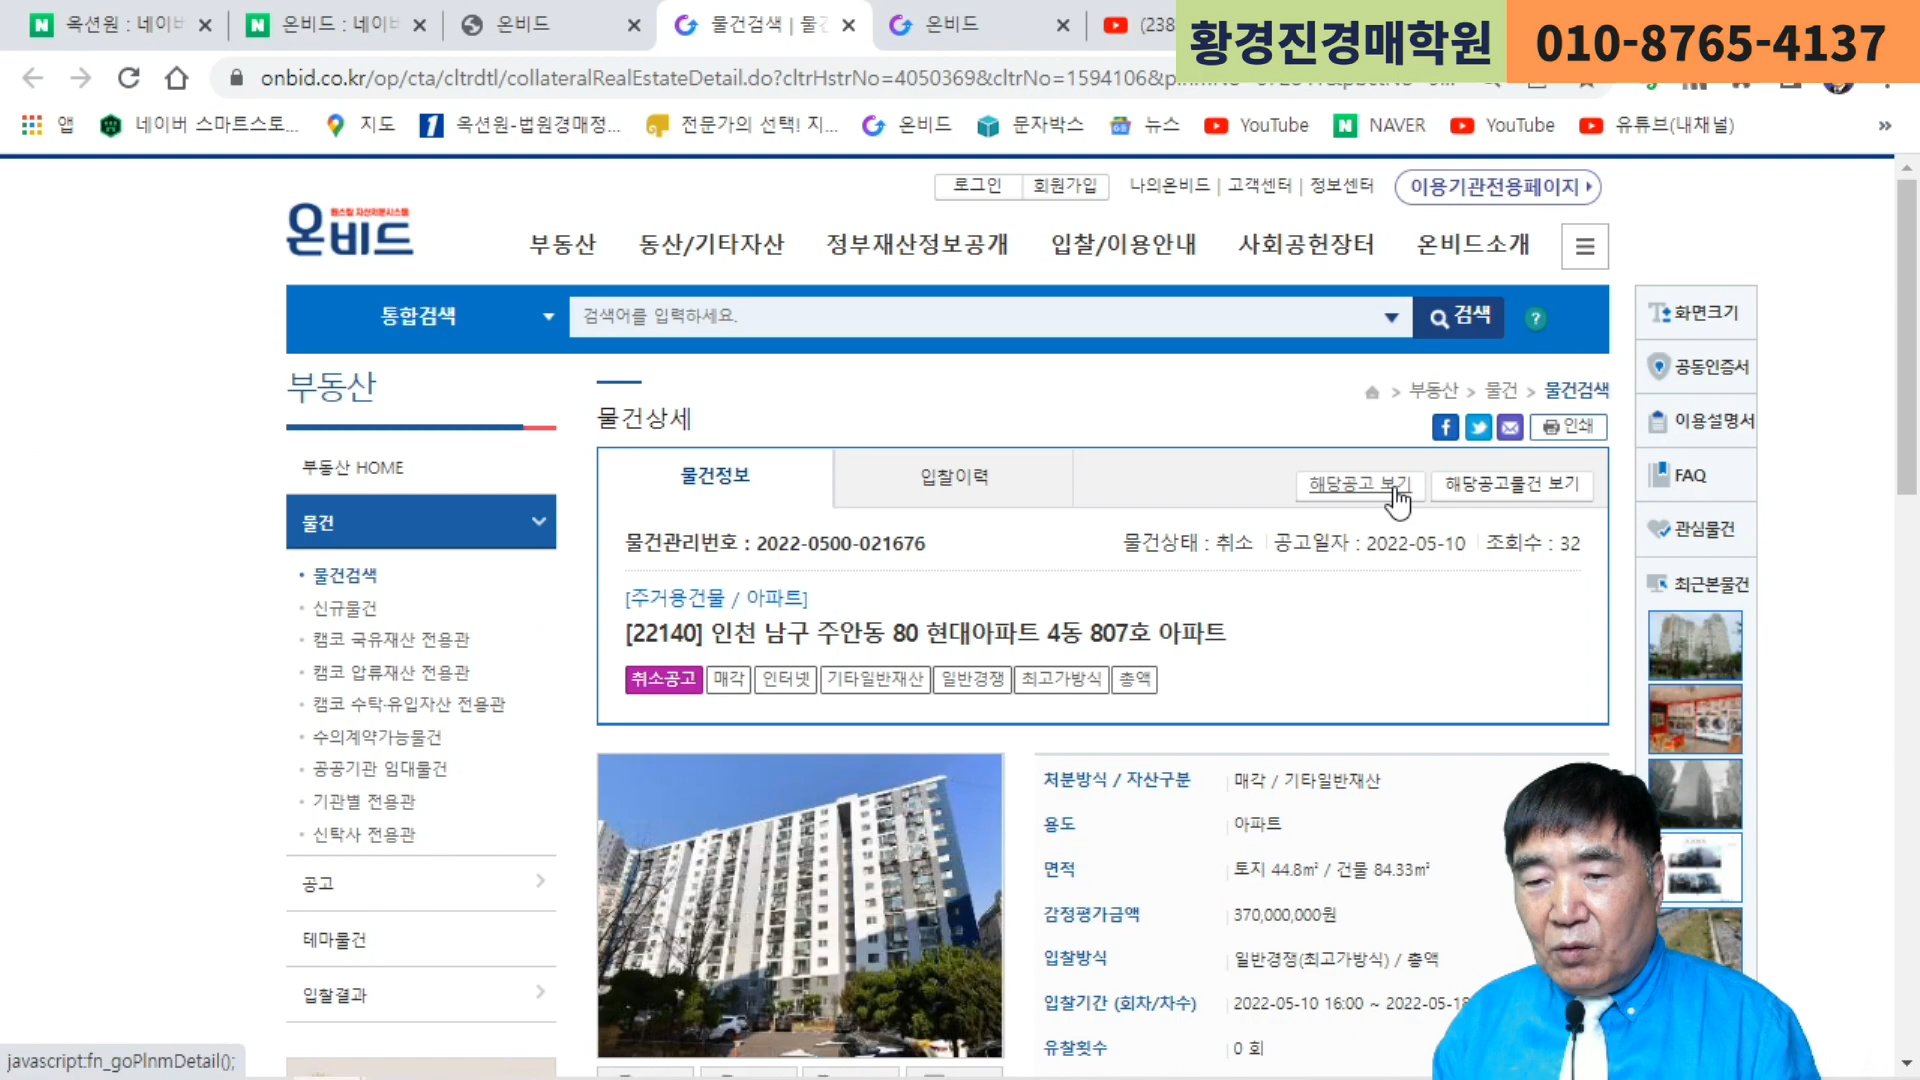 옥션원 : 네이버
온비드 : 네이버
온비드
물건검색 | 물건
온비드
(238
황경진경매학원
010-8765-4137
onbid.co.kr/op/cta/cltrdtl/collateralRealEstateDetail.do?cltrHstrNo=4050369&cltrNo=1594106&
앱
네이버 스마트스토...
지도
옥션원-법원경매정...
전문가의 선택! 지...
온비드
문자박스
뉴스
YouTube
NAVER
YouTube
유튜브(내채널)
»
로그인
회원가입
나의온비드 | 고객센터 | 정보센터
이용기관전용페이지
온비드
부동산
동산/기타자산
정부재산정보공개
입찰/이용안내
사회공헌장터
온비드소개
통합검색
검색어를 입력하세요.
검색
?
화면크기
공동인증서
이용설명서
FAQ
관심물건
최근본물건
부동산
부동산 HOME
물건
물건검색
신규물건
캠코 국유재산 전용관
캠코 압류재산 전용관
캠코 수탁·유입자산 전용관
수의계약가능물건
공공기관 임대물건
기관별 전용관
신탁사 전용관
공고
테마물건
입찰결과
> 부동산 > 물건 > 물건검색
물건상세
인쇄
물건정보
입찰이력
해당공고 보기
해당공고물건 보기
물건관리번호 : 2022-0500-021676
물건상태 : 취소
공고일자 : 2022-05-10
조회수 : 32
[주거용건물 / 아파트]
[22140] 인천 남구 주안동 80 현대아파트 4동 807호 아파트
취소공고
매각
인터넷
기타일반재산
일반경쟁
최고가방식
총액
처분방식 / 자산구분
매각 / 기타일반재산
용도
아파트
면적
토지 44.8㎡ / 건물 84.33㎡
감정평가금액
370,000,000원
입찰방식
일반경쟁(최고가방식) / 총액
입찰기간 (회차/차수)
2022-05-10 16:00 ~ 2022-05-18
유찰횟수
0 회
javascript:fn_goPlnmDetail();